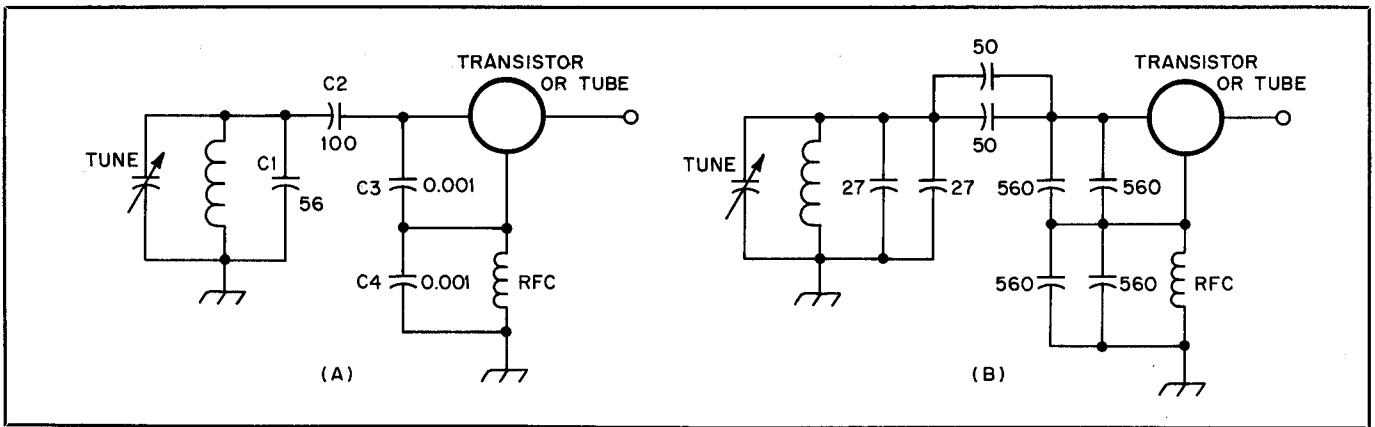 TRANSISTOR
OR TUBE
C2
100
TUNE
C1
56
C3
0.001
C4
0.001
RFC
(A)
50
50
TRANSISTOR
OR TUBE
TUNE
27
27
560
560
560
560
RFC
(B)